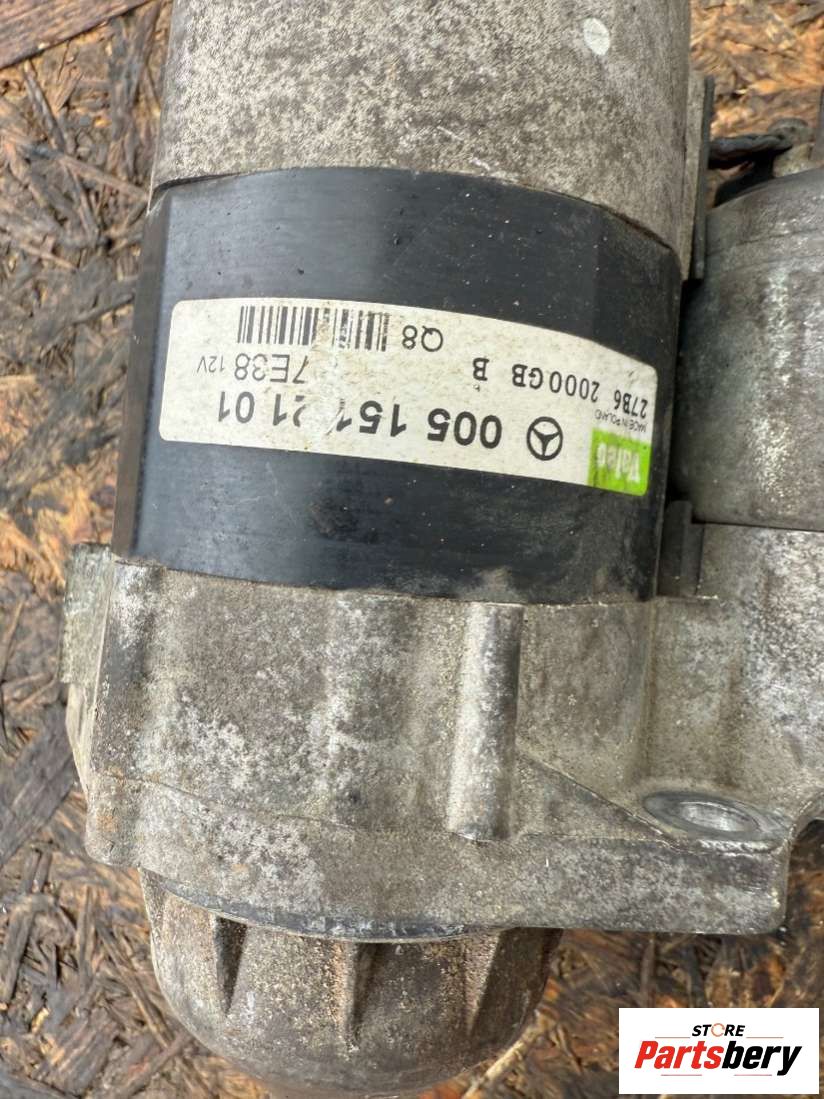 Valeo
005 151 21 01
MADE IN POLAND
7E38 12V
27B6 2000GB B
Q8
STORE
Partsbery